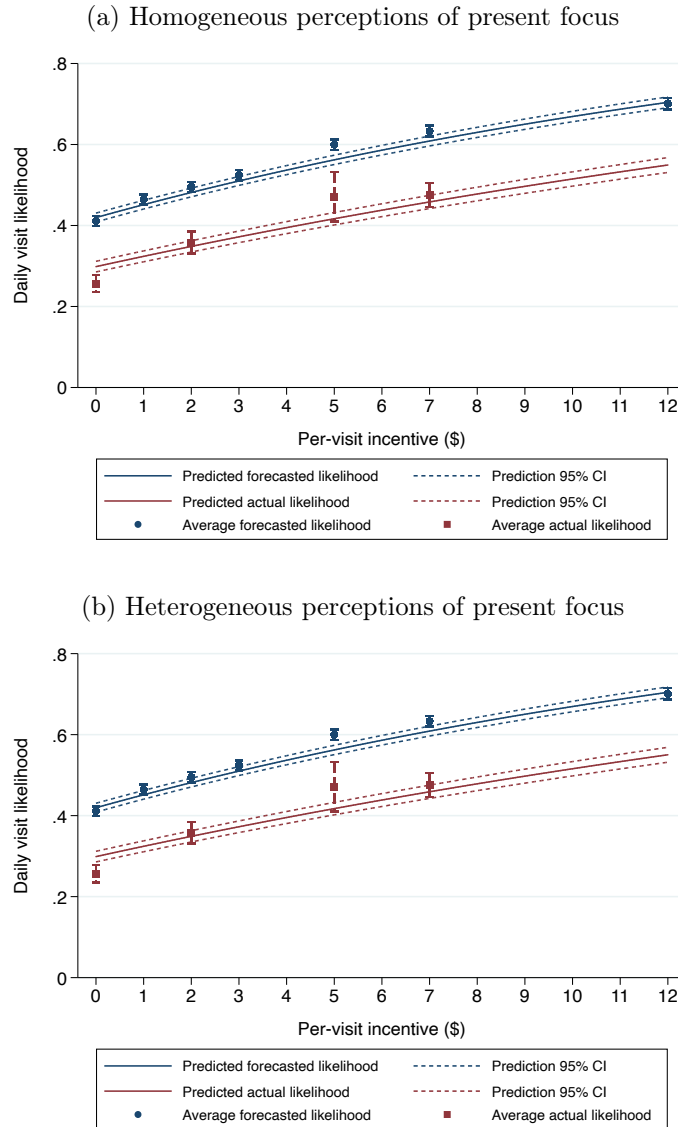 (a) Homogeneous perceptions of present focus
.8
.6
.4
.2
0
Daily visit likelihood
0 1 2 3 4 5 6 7 8 9 10 11 12
Per-visit incentive ($)
Predicted forecasted likelihood Prediction 95% CI
Predicted actual likelihood Prediction 95% CI
Average forecasted likelihood Average actual likelihood
(b) Heterogeneous perceptions of present focus
.8
.6
.4
.2
0
Daily visit likelihood
0 1 2 3 4 5 6 7 8 9 10 11 12
Per-visit incentive ($)
Predicted forecasted likelihood Prediction 95% CI
Predicted actual likelihood Prediction 95% CI
Average forecasted likelihood Average actual likelihood